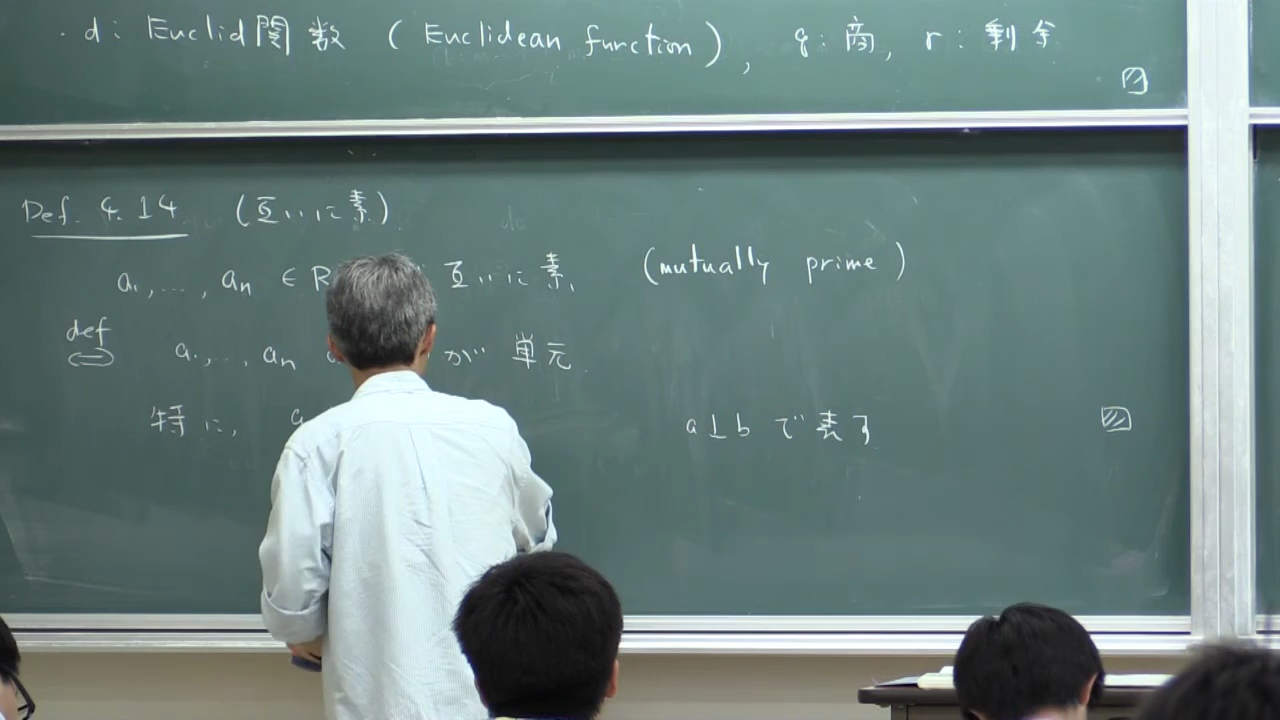 ・d: Euclid関数 (Euclidean function), q: 商, r: 剰余
Def. 4.14 (互いに素)
a₁, ..., aₙ ∈ R 互いに素 (mutually prime)
def ⟺ a₁, ..., aₙ が 単元
特に, a⊥b で表す